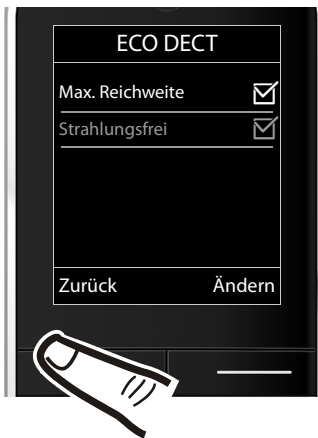 ECO DECT
Max. Reichweite
Strahlungsfrei
Zurück Ändern